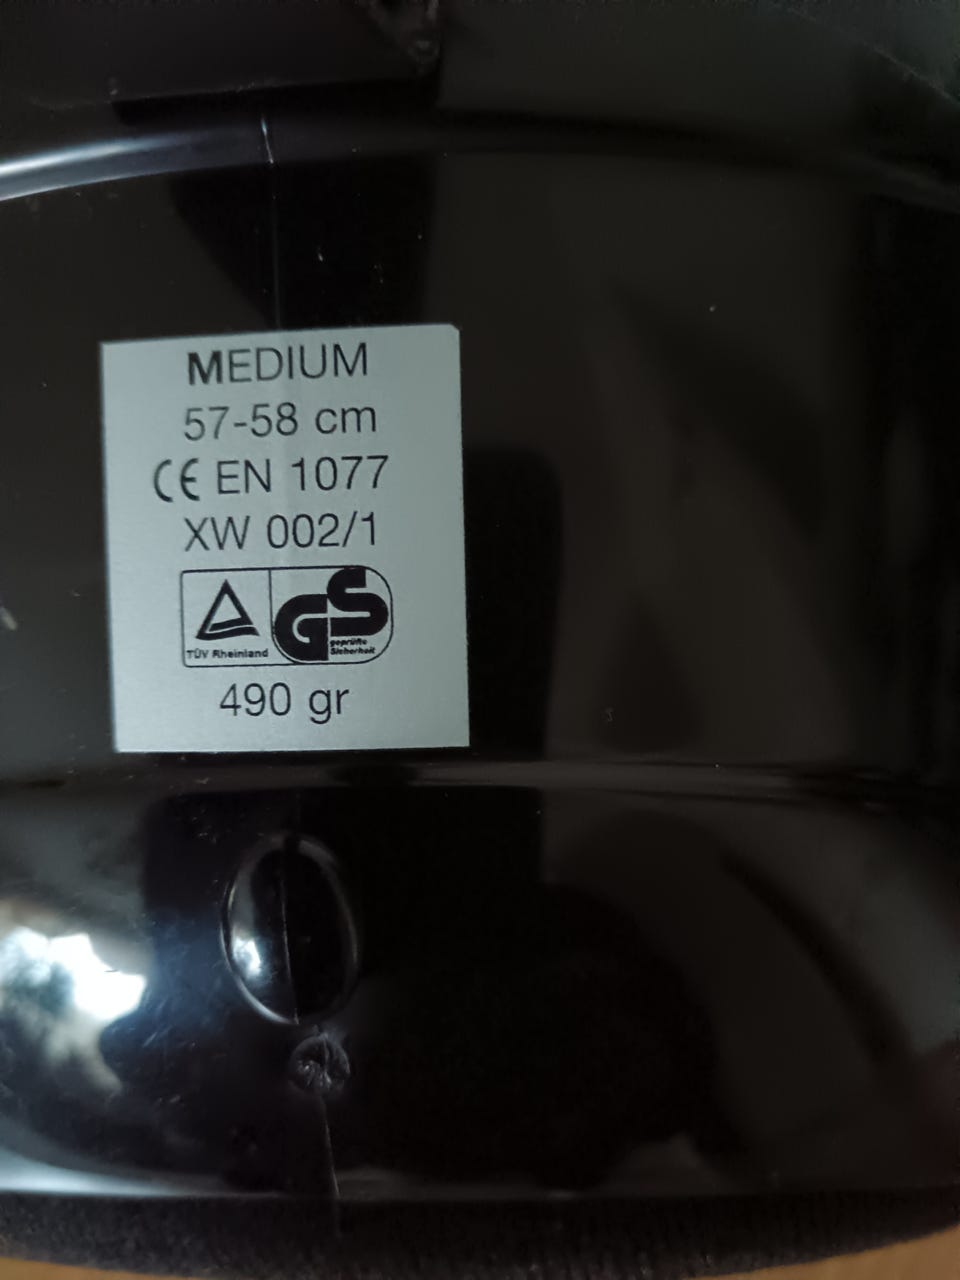 MEDIUM
57-58 cm
CE EN 1077
XW 002/1
TÜV Rheinland
GS
geprüfte
Sicherheit
490 gr